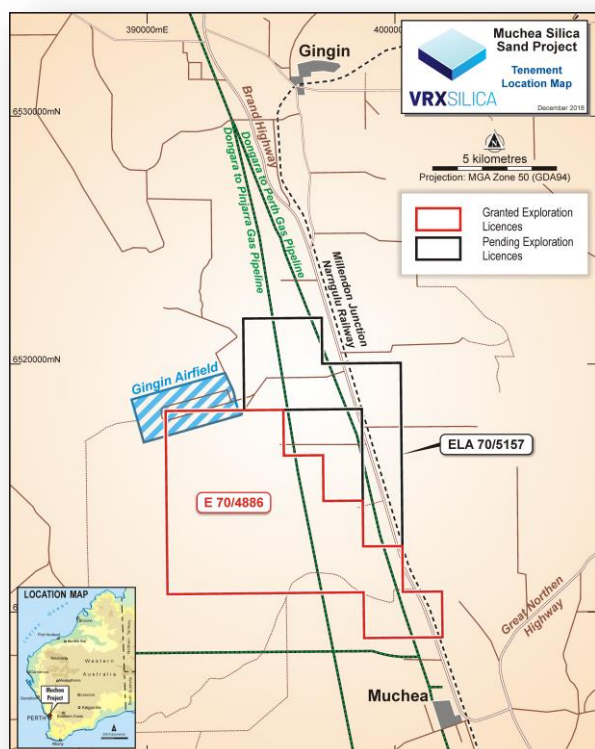 390000mE
400000
Gingin
Muchea Silica
Sand Project
Tenement
Location Map
VRXSILICA
December 2018
6530000mN
Brand Highway
5 kilometres
Projection: MGA Zone 50 (GDA94)
Granted Exploration
Licences
Pending Exploration
Licences
Dongara to Perth Gas Pipeline
Dongara to Pinjarra Gas Pipeline
Millendon Junction
Narngulu Railway
6520000mN
Gingin Airfield
ELA 70/5157
E 70/4886
Great Northen
Highway
LOCATION MAP
Western
Australia
Muchea
Project
PERTH
Kalgoorlie
Albany
Muchea